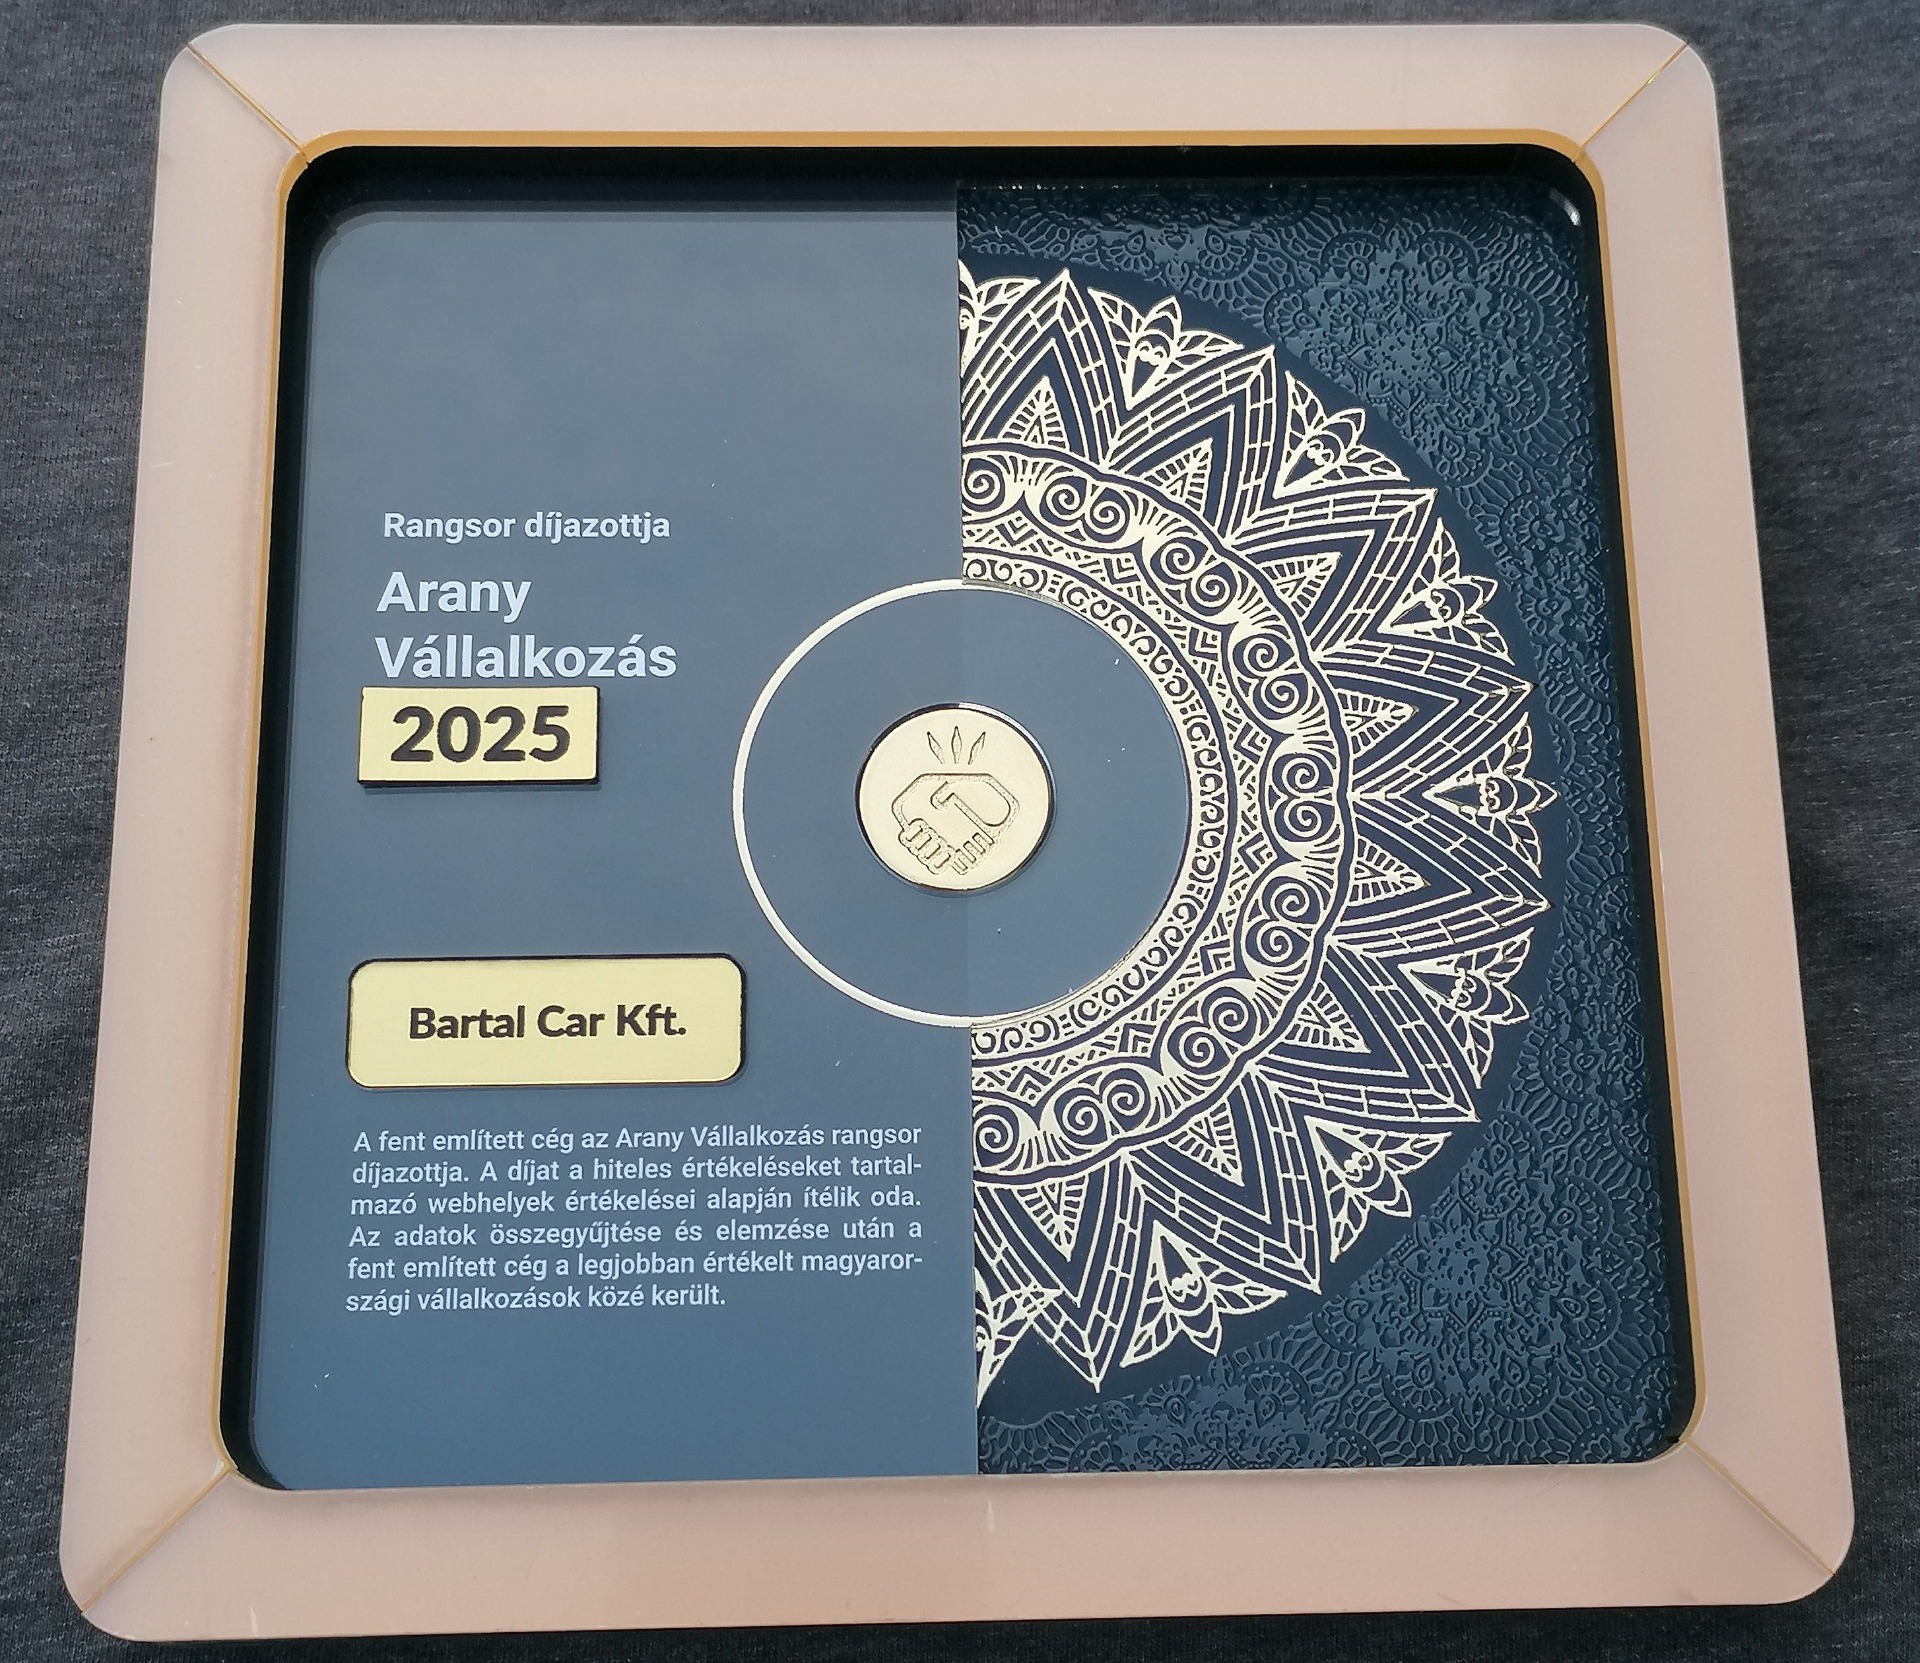 Rangsor díjazottja
Arany
Vállalkozás
2025
Bartal Car Kft.
A fent említett cég az Arany Vállalkozás rangsor
díjazottja. A díjat a hiteles értékeléseket tartal-
mazó webhelyek értékelései alapján ítélik oda.
Az adatok összegyűjtése és elemzése után a
fent említett cég a legjobban értékelt magyaror-
szági vállalkozások közé került.